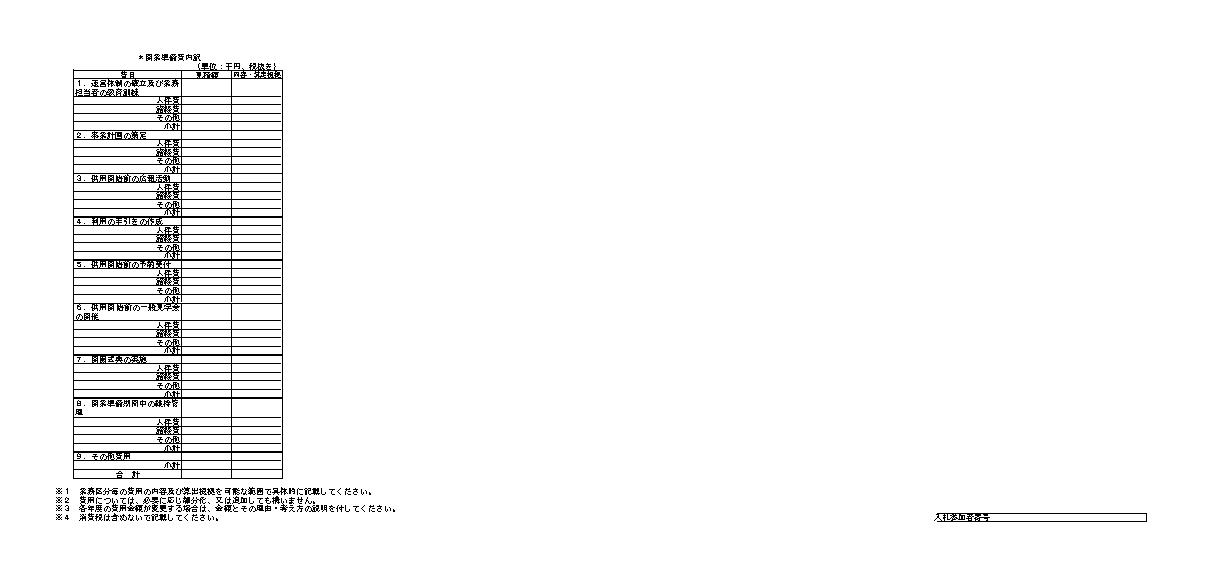 ＊開業準備費内訳
（単位：千円、税抜き）
費目 見積額 内容・算定根拠
１．運営体制の確立及び業務
担当者の教育訓練
人件費
諸経費
その他
小計
２．事業計画の策定
人件費
諸経費
その他
小計
３．供用開始前の広報活動
人件費
諸経費
その他
小計
４．利用の手引きの作成
人件費
諸経費
その他
小計
５．供用開始前の予約受付
人件費
諸経費
その他
小計
６．供用開始前の一般見学会
の開催
人件費
諸経費
その他
小計
７．開園式典の実施
人件費
諸経費
その他
小計
８．開業準備期間中の維持管
理
人件費
諸経費
その他
小計
９．その他費用
小計
合　計
※１　業務区分毎の費用の内容及び算出根拠を可能な範囲で具体的に記載してください。
※２　費用については、必要に応じ細分化、又は追加しても構いません。
※３　各年度の費用金額が変更する場合は、金額とその理由・考え方の説明を付してください。
※４　消費税は含めないで記載してください。
入札参加者番号